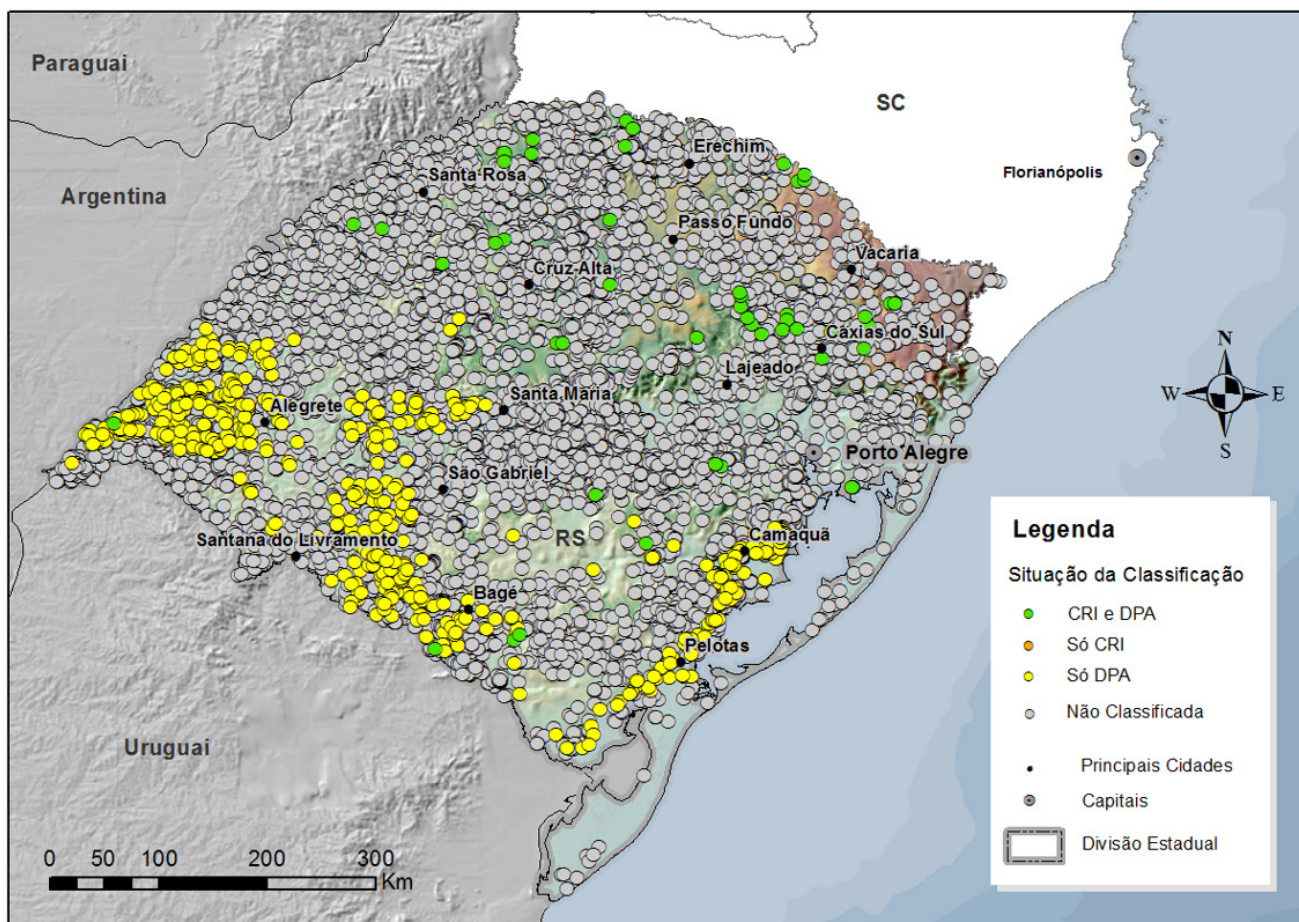 Paraguai
SC
Erechim
Florianópolis
Santa Rosa
Argentina
Passo Fundo
Vacaria
Cruz Alta
N
Caxias do Sul
Lajeado
W
E
Alegrete
Santa Maria
S
Porto Alegre
São Gabriel
Legenda
Santana do Livramento
RS
Camaquã
Situação da Classificação
Bagé
CRI e DPA
Só CRI
Pelotas
Só DPA
Não Classificada
Uruguai
Principais Cidades
Capitais
Divisão Estadual
0 50 100 200 300
Km